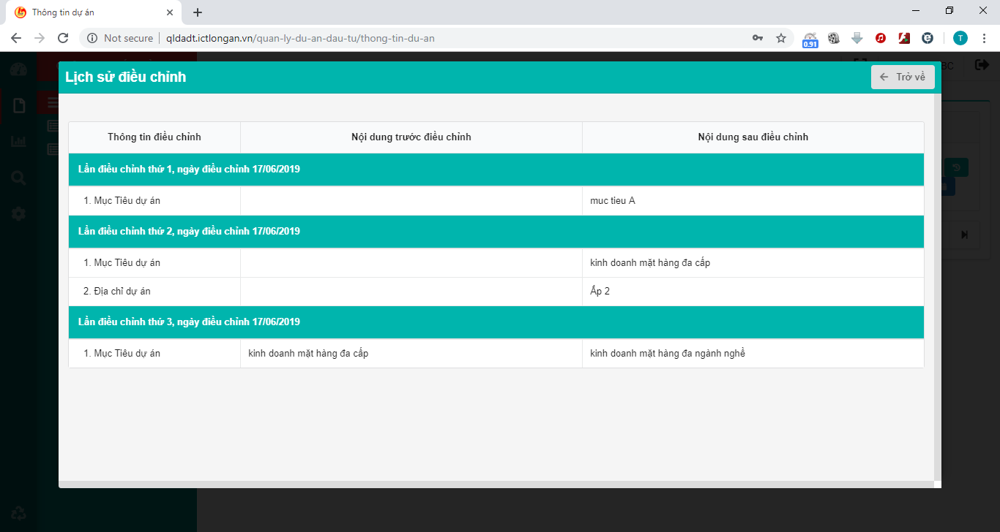 Thông tin dự án
Not secure
qldadt.ictlongan.vn/quan-ly-du-an-dau-tu/thong-tin-du-an
0.91
T
BC
Lịch sử điều chỉnh
Trở về
Thông tin điều chỉnh Nội dung trước điều chỉnh Nội dung sau điều chỉnh
Lần điều chỉnh thứ 1, ngày điều chỉnh 17/06/2019
1. Mục Tiêu dự án muc tieu A
Lần điều chỉnh thứ 2, ngày điều chỉnh 17/06/2019
1. Mục Tiêu dự án kinh doanh mặt hàng đa cấp
2. Địa chỉ dự án Ấp 2
Lần điều chỉnh thứ 3, ngày điều chỉnh 17/06/2019
1. Mục Tiêu dự án kinh doanh mặt hàng đa cấp kinh doanh mặt hàng đa ngành nghề